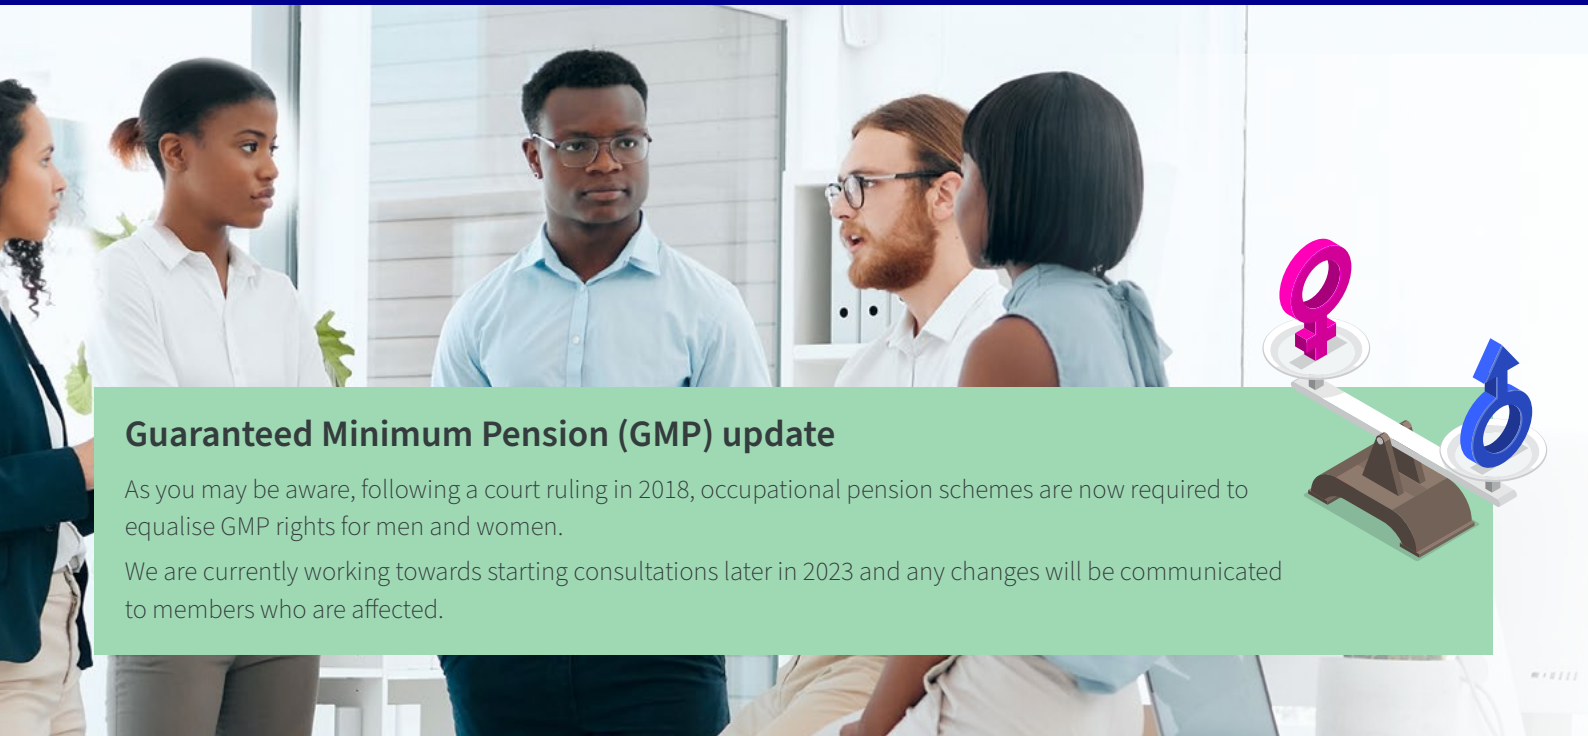 Guaranteed Minimum Pension (GMP) update
As you may be aware, following a court ruling in 2018, occupational pension schemes are now required to
equalise GMP rights for men and women.
We are currently working towards starting consultations later in 2023 and any changes will be communicated
to members who are affected.